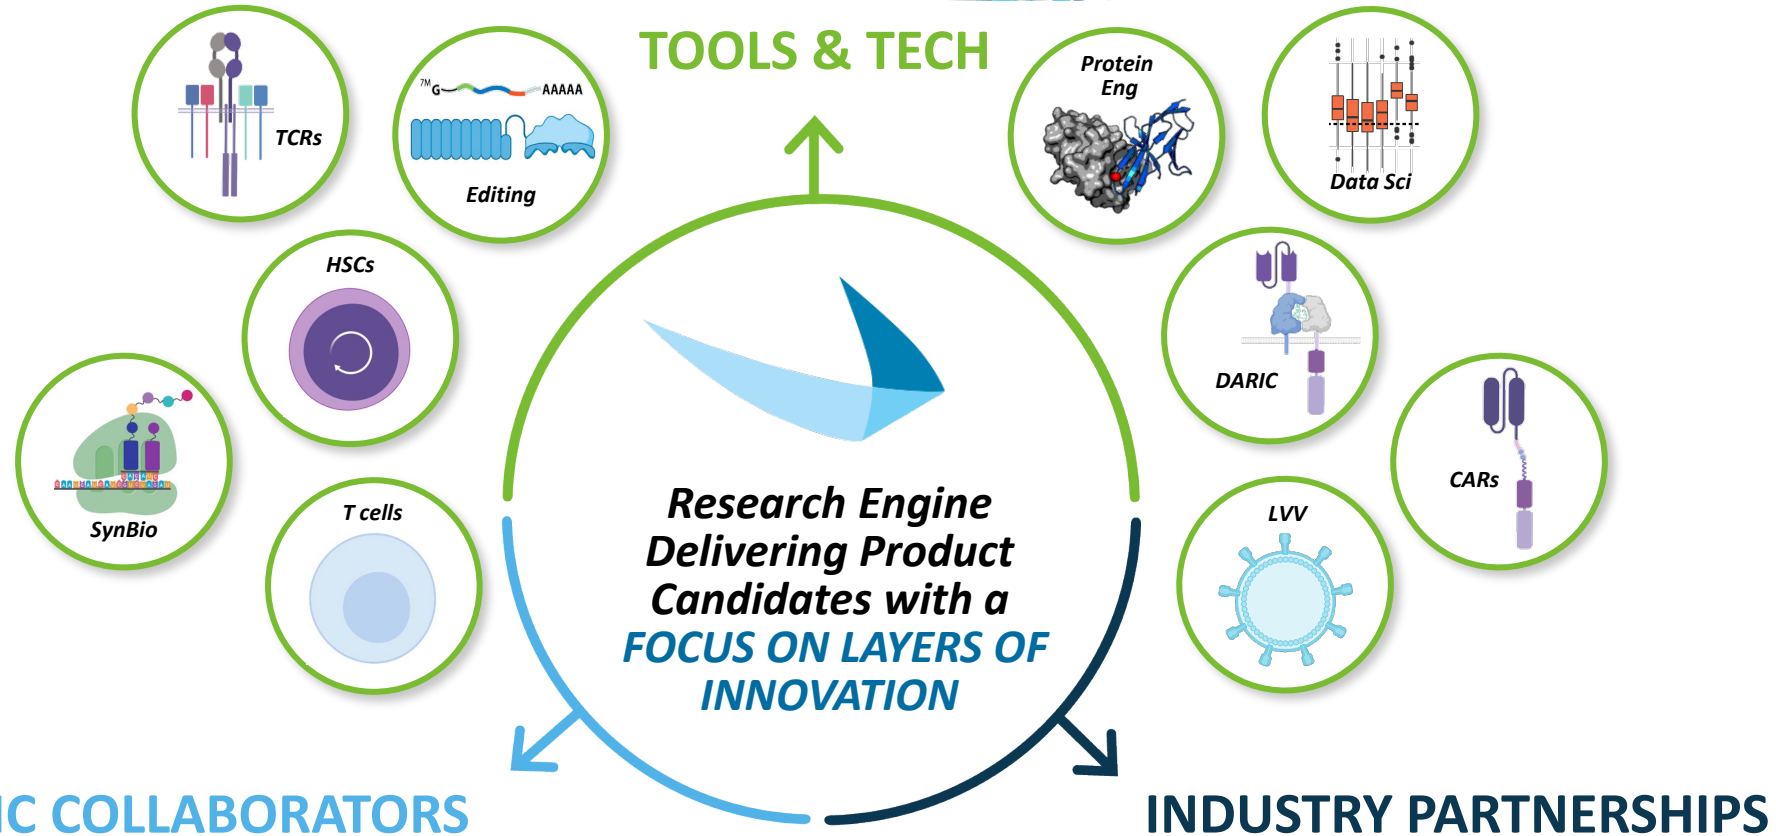 TOOLS & TECH
TCRs
7M
G
AAAAA
Editing
Protein
Eng
Data Sci
HSCs
DARIC
SynBio
CARs
T cells
LVV
Research Engine
Delivering Product
Candidates with a
FOCUS ON LAYERS OF
INNOVATION
IC COLLABORATORS
INDUSTRY PARTNERSHIPS